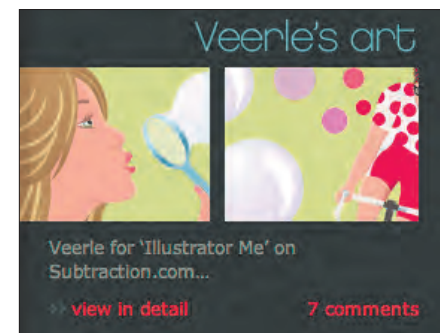 Veerle's art
Veerle for 'Illustrator Me' on
Subtraction.com...
›› view in detail
7 comments